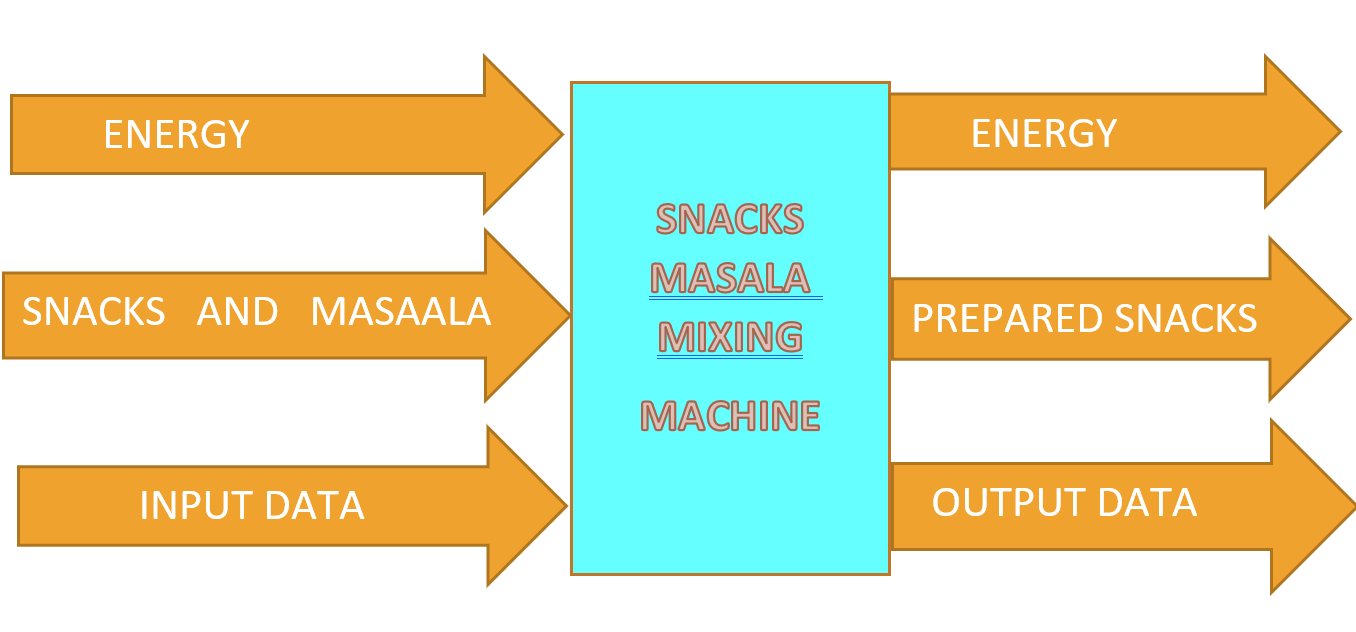 ENERGY
SNACKS AND MASAALA
INPUT DATA
SNACKS
MASALA
MIXING
MACHINE
ENERGY
PREPARED SNACKS
OUTPUT DATA